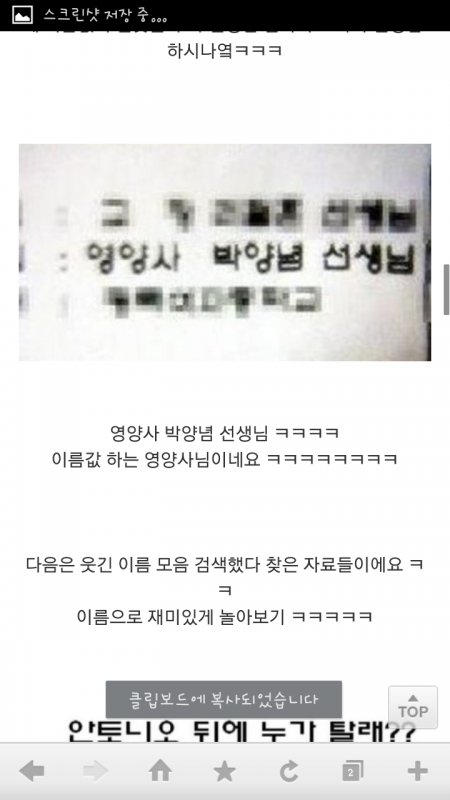 스크린샷 저장 중...
하시나옄ㅋㅋㅋ
선생님
: 영양사 박양념 선생님
영양사 박양념 선생님 ㅋㅋㅋㅋ
이름값 하는 영양사님이네요 ㅋㅋㅋㅋㅋㅋㅋㅋ
다음은 웃긴 이름 모음 검색했다 찾은 자료들이에요 ㅋ
ㅋ
이름으로 재미있게 놀아보기 ㅋㅋㅋㅋㅋ
클립보드에 복사되었습니다
TOP
안토니오 뒤에 누가 탈래??
2